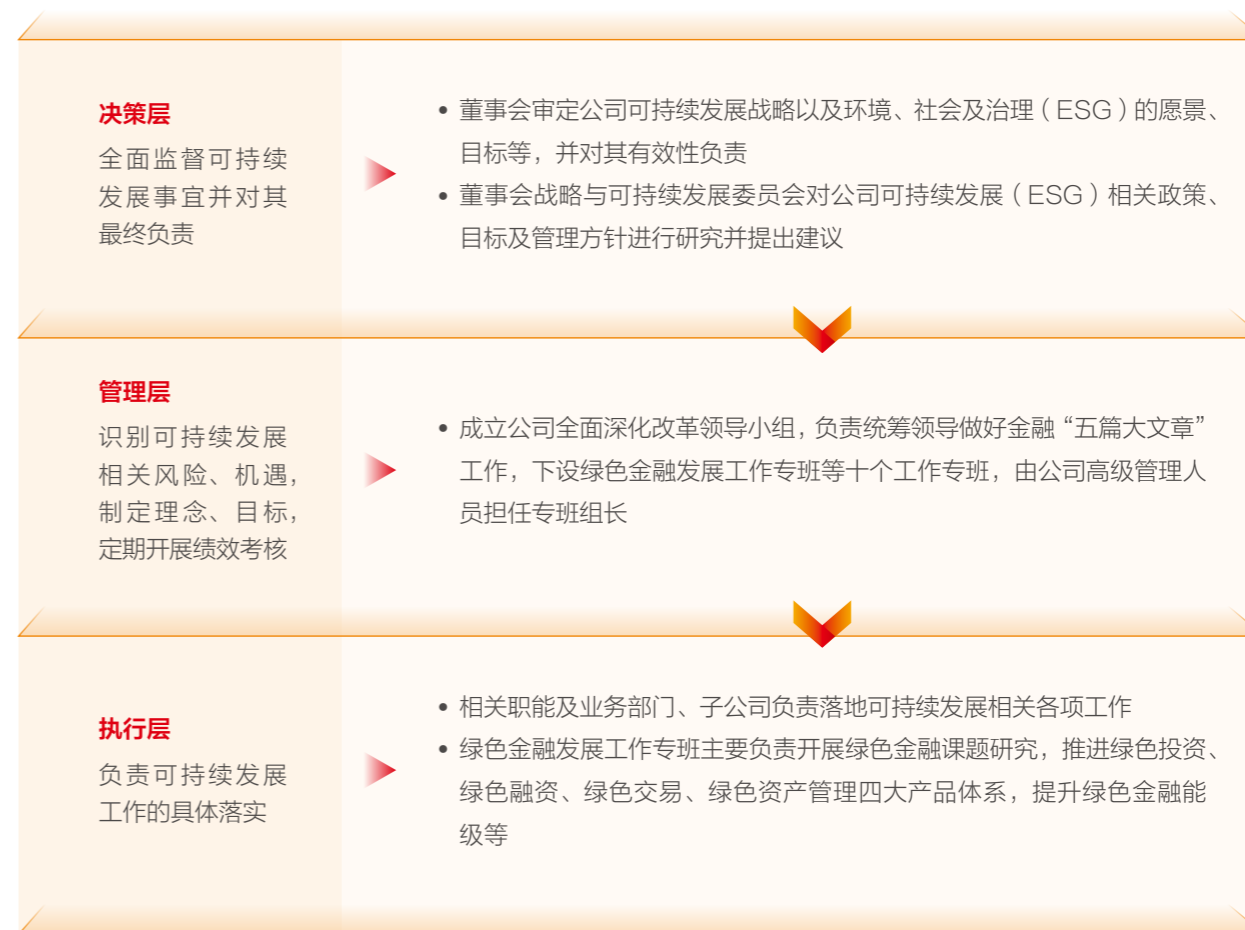 决策层
全面监督可持续
发展事宜并对其
最终负责
• 董事会审定公司可持续发展战略以及环境、社会及治理（ESG）的愿景、
目标等，并对其有效性负责
• 董事会战略与可持续发展委员会对公司可持续发展（ESG）相关政策、
目标及管理方针进行研究并提出建议
管理层
识别可持续发展
相关风险、机遇，
制定理念、目标，
定期开展绩效考核
• 成立公司全面深化改革领导小组，负责统筹领导做好金融“五篇大文章”
工作，下设绿色金融发展工作专班等十个工作专班，由公司高级管理人
员担任专班组长
执行层
负责可持续发展
工作的具体落实
• 相关职能及业务部门、子公司负责落地可持续发展相关各项工作
• 绿色金融发展工作专班主要负责开展绿色金融课题研究，推进绿色投资、
绿色融资、绿色交易、绿色资产管理四大产品体系，提升绿色金融能
级等